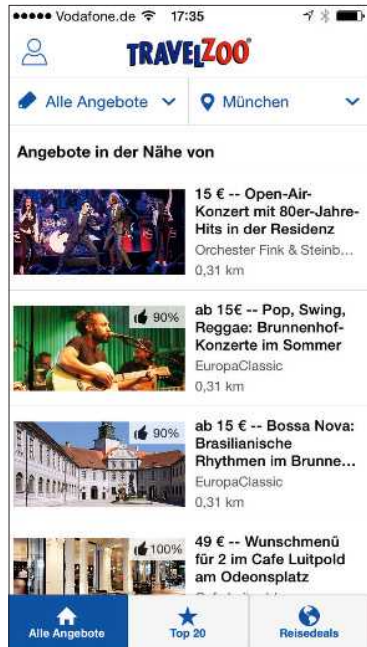 Vodafone.de 17:35
TRAVELZOO
Alle Angebote München
Angebote in der Nähe von
15 € -- Open-Air-
Konzert mit 80er-Jahre-
Hits in der Residenz
Orchester Fink & Steinb...
0,31 km
90%
ab 15€ -- Pop, Swing,
Reggae: Brunnenhof-
Konzerte im Sommer
EuropaClassic
0,31 km
90%
ab 15 € -- Bossa Nova:
Brasilianische
Rhythmen im Brunne...
EuropaClassic
0,31 km
100%
49 € -- Wunschmenü
für 2 im Cafe Luitpold
am Odeonsplatz
Alle Angebote Top 20 Reisedeals